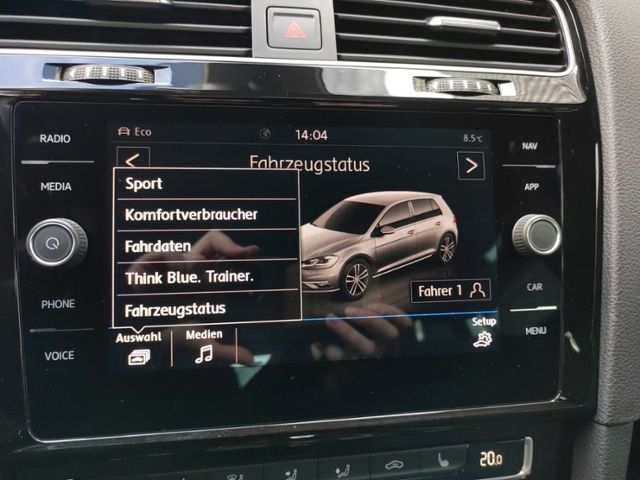 RADIO
MEDIA
PHONE
VOICE
Eco
14:04
8.5°C
Fahrzeugstatus
Sport
Komfortverbraucher
Fahrdaten
Think Blue. Trainer.
Fahrzeugstatus
Fahrer 1
Auswahl
Medien
Setup
NAV
APP
CAR
MENU
20.0